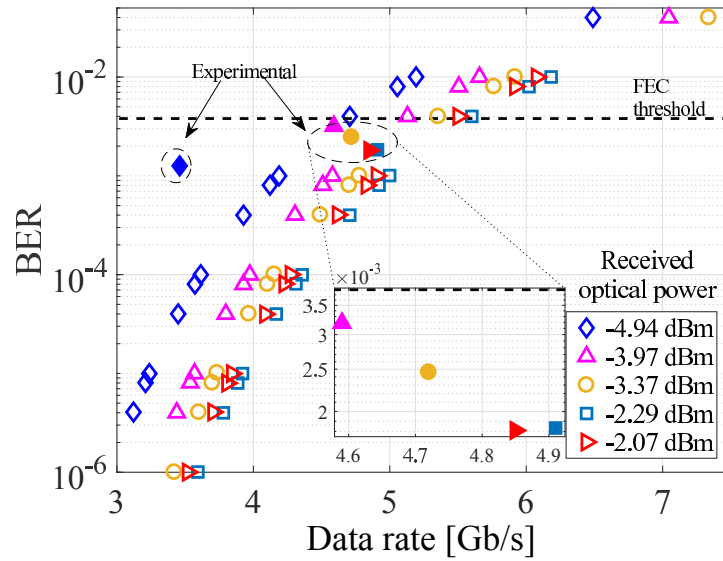 Experimental
FEC
threshold
BER
10^-2
10^-4
10^-6
3
4
5
6
7
Data rate [Gb/s]
×10^-3
3.5
3
2.5
2
4.6
4.7
4.8
4.9
Received
optical power
-4.94 dBm
-3.97 dBm
-3.37 dBm
-2.29 dBm
-2.07 dBm